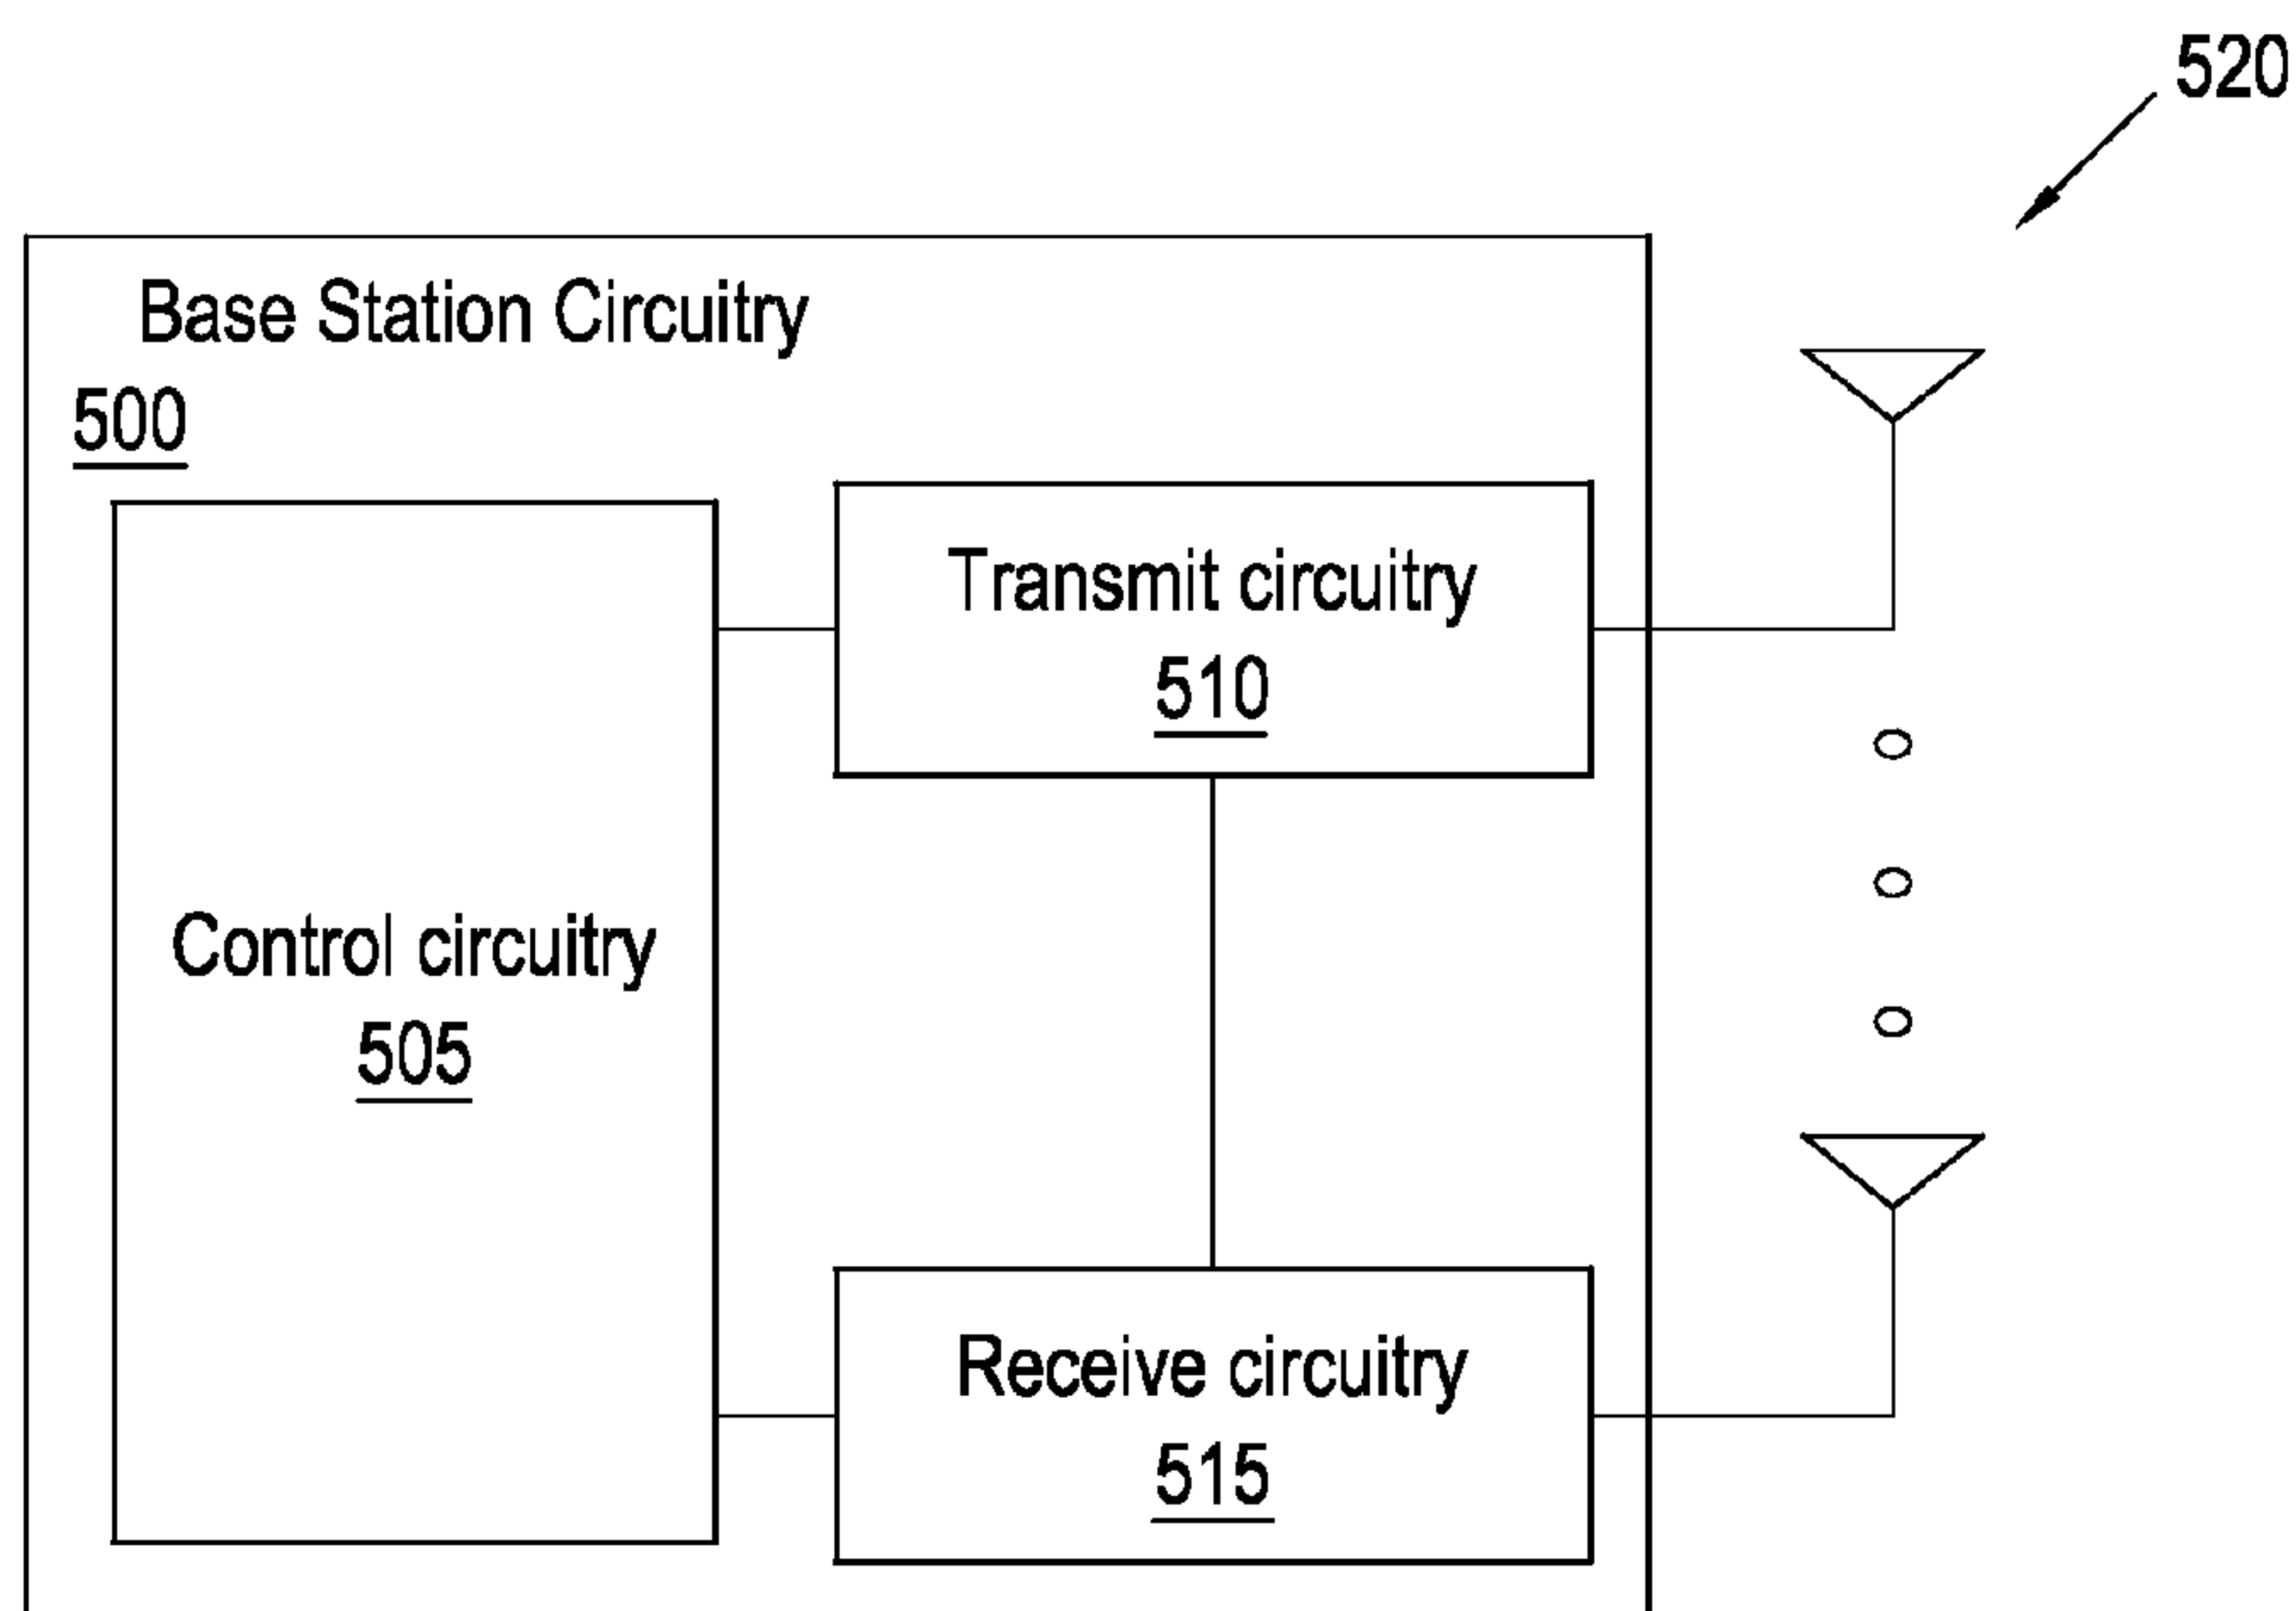 520
Base Station Circuitry
500
Transmit circuitry
510
Control circuitry
505
Receive circuitry
515